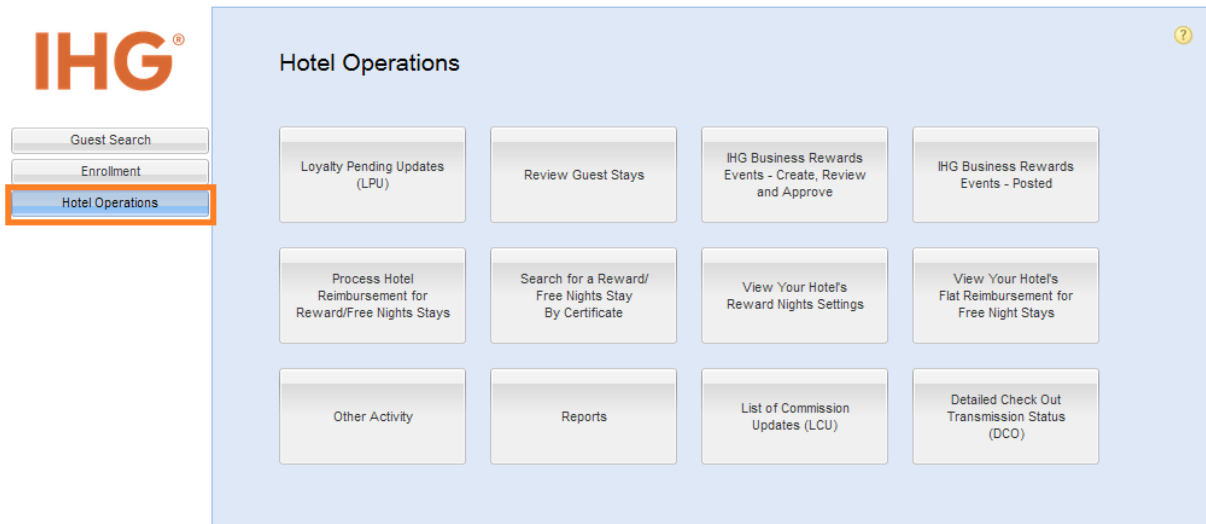 IHG®
?
Hotel Operations
Guest Search
Enrollment
Hotel Operations
Loyalty Pending Updates
(LPU)
Review Guest Stays
IHG Business Rewards
Events - Create, Review
and Approve
IHG Business Rewards
Events - Posted
Process Hotel
Reimbursement for
Reward/Free Nights Stays
Search for a Reward/
Free Nights Stay
By Certificate
View Your Hotel's
Reward Nights Settings
View Your Hotel's
Flat Reimbursement for
Free Night Stays
Other Activity
Reports
List of Commission
Updates (LCU)
Detailed Check Out
Transmission Status
(DCO)